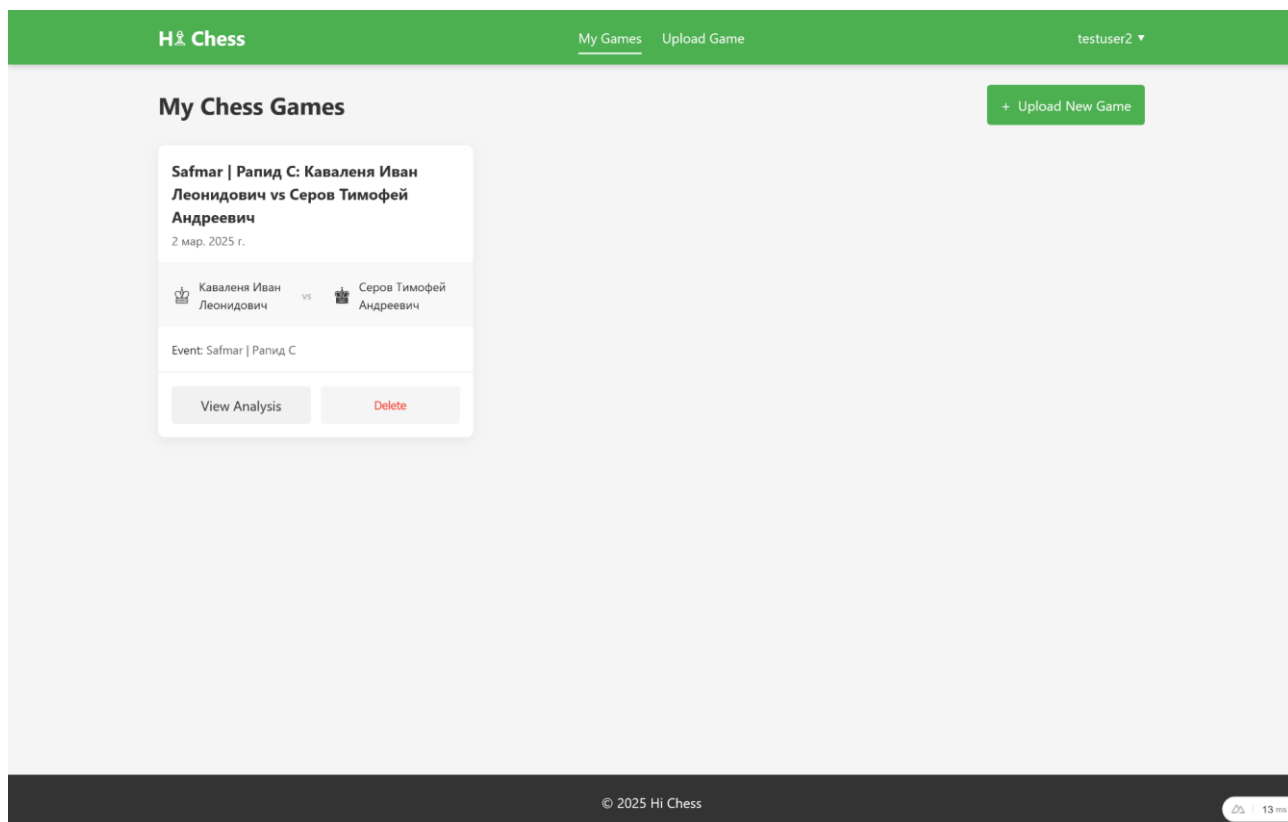 H♗ Chess
My Games Upload Game
testuser2 ▼
My Chess Games
+ Upload New Game
Safmar | Рапид C: Каваленя Иван
Леонидович vs Серов Тимофей
Андреевич
2 мар. 2025 г.
Каваленя Иван
Леонидович
vs
Серов Тимофей
Андреевич
Event: Safmar | Рапид C
View Analysis
Delete
© 2025 Hi Chess
13 ms